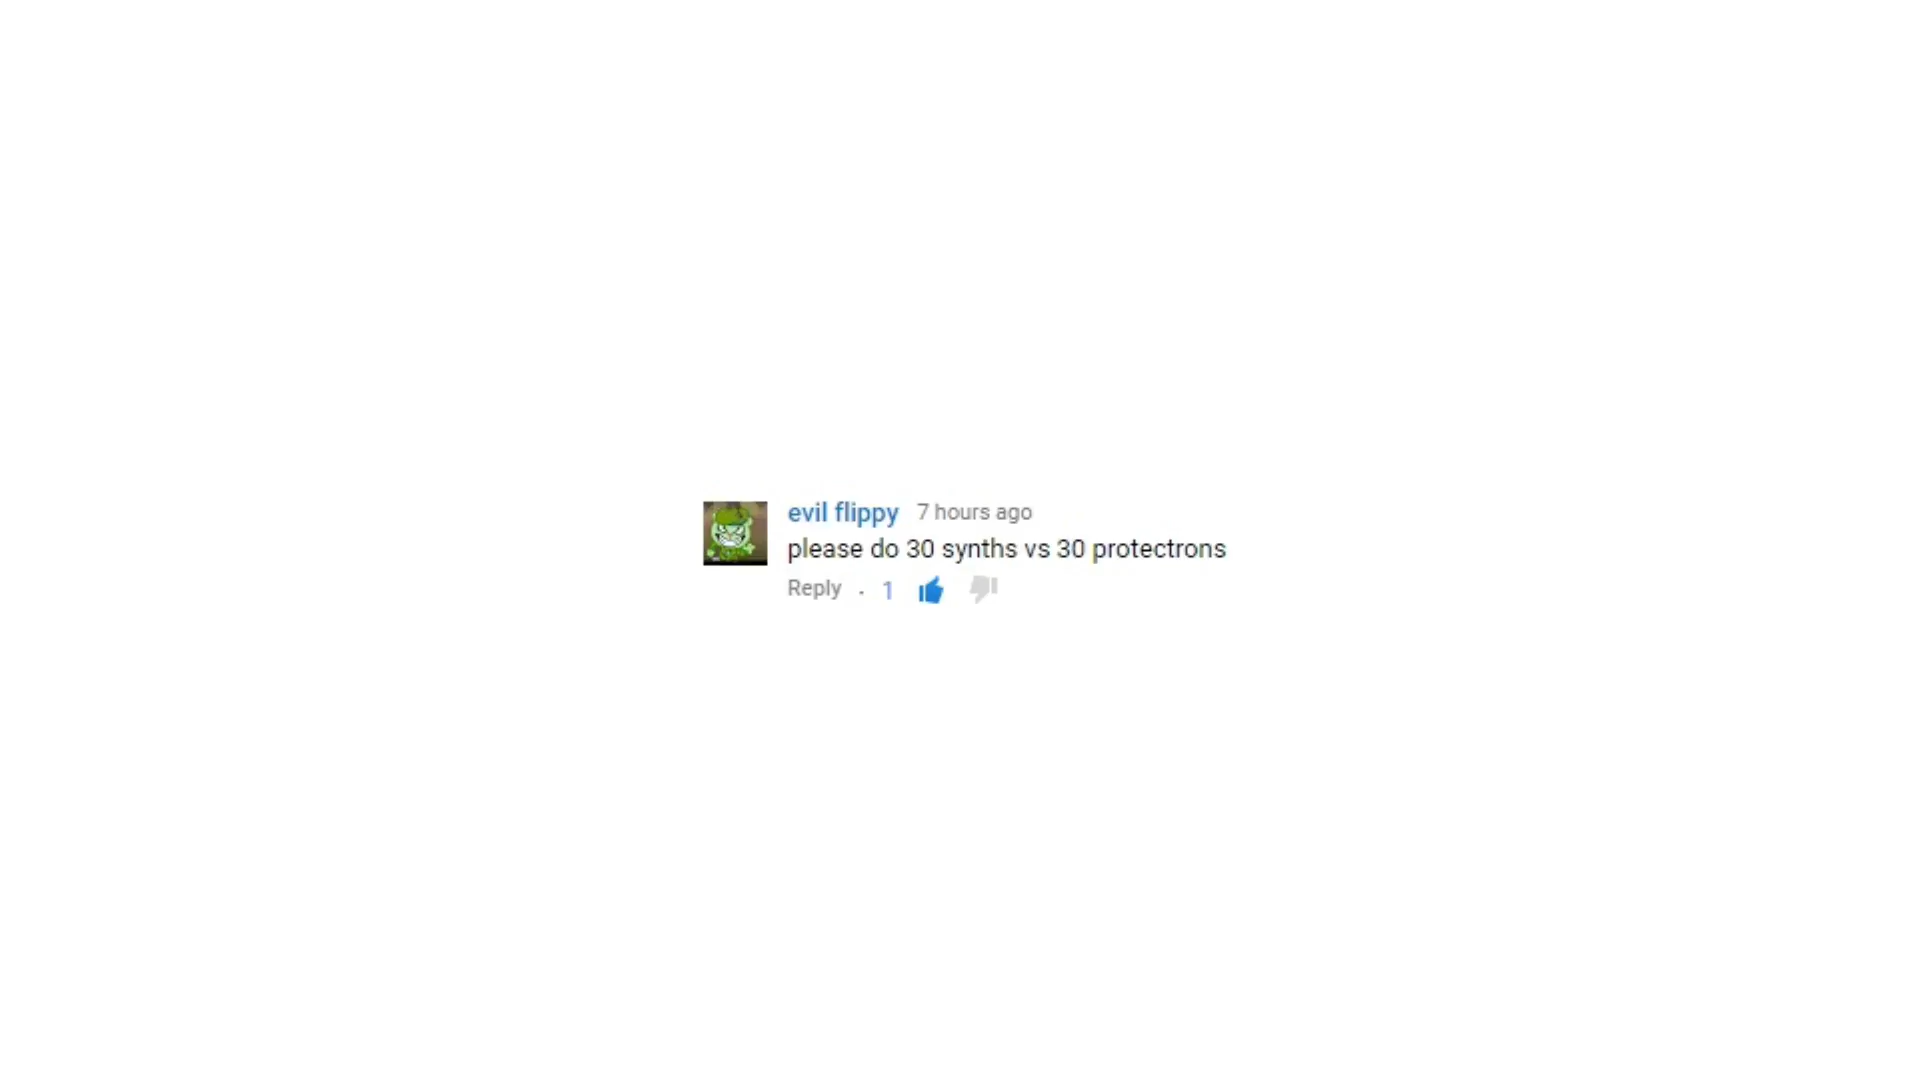 evil flippy 7 hours ago
please do 30 synths vs 30 protectrons
Reply . 1